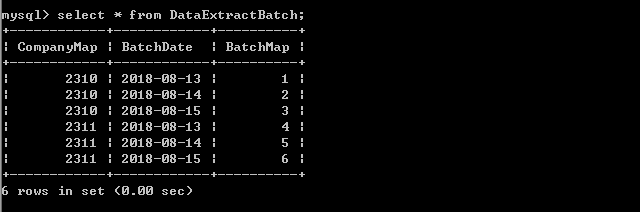 mysql> select * from DataExtractBatch;
+------------+------------+----------+
| CompanyMap | BatchDate  | BatchMap |
+------------+------------+----------+
|       2310 | 2018-08-13 |        1 |
|       2310 | 2018-08-14 |        2 |
|       2310 | 2018-08-15 |        3 |
|       2311 | 2018-08-13 |        4 |
|       2311 | 2018-08-14 |        5 |
|       2311 | 2018-08-15 |        6 |
+------------+------------+----------+
6 rows in set (0.00 sec)